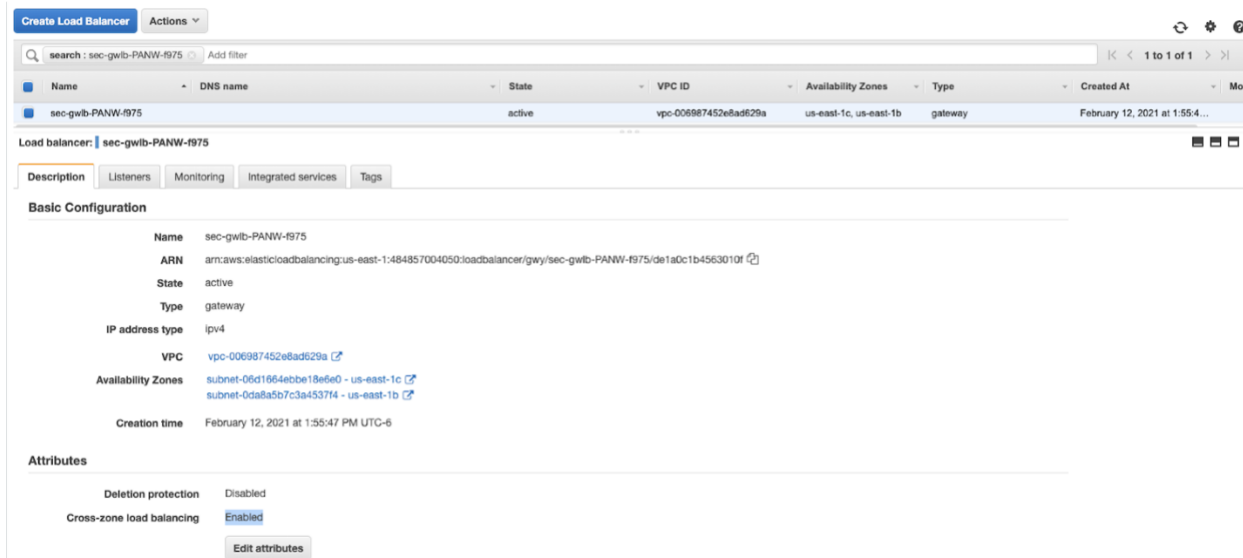 Create Load Balancer Actions
search : sec-gwlb-PANW-f975 Add filter 1 to 1 of 1
Name DNS name State VPC ID Availability Zones Type Created At Mo
sec-gwlb-PANW-f975 active vpc-006987452e8ad629a us-east-1c, us-east-1b gateway February 12, 2021 at 1:55:4...
Load balancer: sec-gwlb-PANW-f975
Description Listeners Monitoring Integrated services Tags
Basic Configuration
Name sec-gwlb-PANW-f975
ARN arn:aws:elasticloadbalancing:us-east-1:484857004050:loadbalancer/gwy/sec-gwlb-PANW-f975/de1a0c1b4563010f
State active
Type gateway
IP address type ipv4
VPC vpc-006987452e8ad629a
Availability Zones subnet-06d1664ebbe18e6e0 - us-east-1c
subnet-0da8a5b7c3a4537f4 - us-east-1b
Creation time February 12, 2021 at 1:55:47 PM UTC-6
Attributes
Deletion protection Disabled
Cross-zone load balancing Enabled
Edit attributes